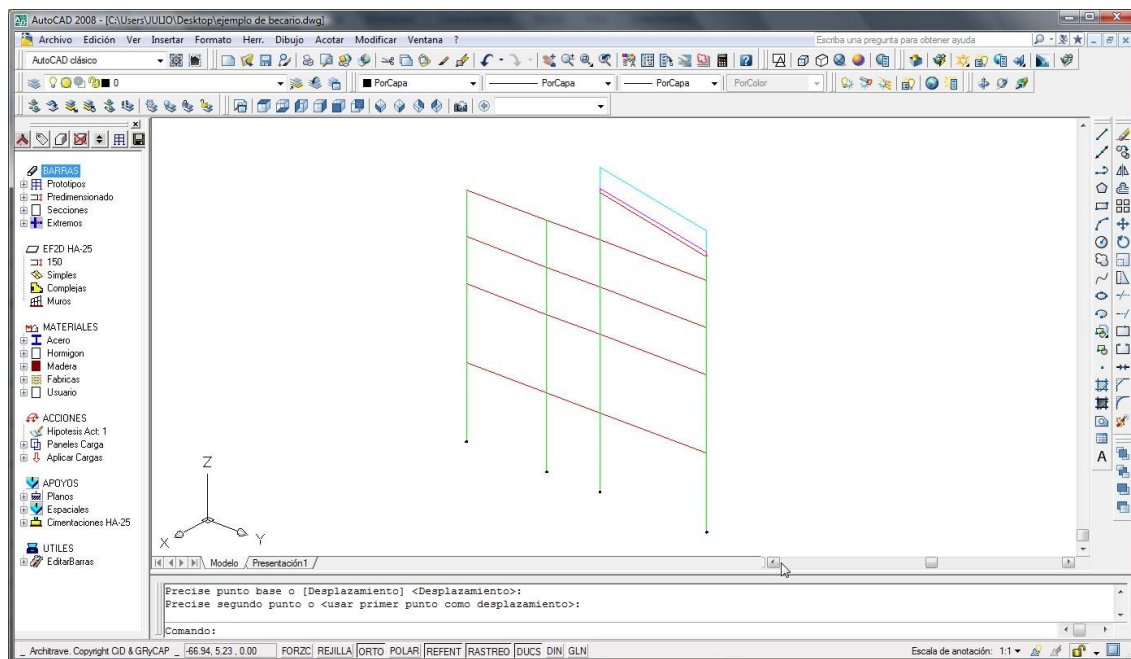 AutoCAD 2008 - [C:\Users\JULIO\Desktop\ejemplo de becario.dwg]
Archivo Edición Ver Insertar Formato Herr. Dibujo Acotar Modificar Ventana ?
Escriba una pregunta para obtener ayuda
AutoCAD clásico
0
PorCapa
PorCapa
PorCapa
PorColor
BARRAS
Prototipos
Predimensionado
Secciones
Extremos
EF2D HA-25
150
Simples
Complejas
Muros
MATERIALES
Acero
Hormigon
Madera
Fabricas
Usuario
ACCIONES
Hipotesis Act: 1
Paneles Carga
Aplicar Cargas
APOYOS
Planos
Espaciales
Cimentaciones HA-25
UTILES
EditarBarras
Z
X
Y
A
Modelo
Presentación1
Precise punto base o [Desplazamiento] <Desplazamiento>:
Precise segundo punto o <usar primer punto como desplazamiento>:
Comando:
_ Architrave. Copyright CiD & GRyCAP _ -66.94, 5.23 , 0.00 FORZC REJILLA ORTO POLAR REFENT RASTREO DUCS DIN GLN Escala de anotación: 1:1